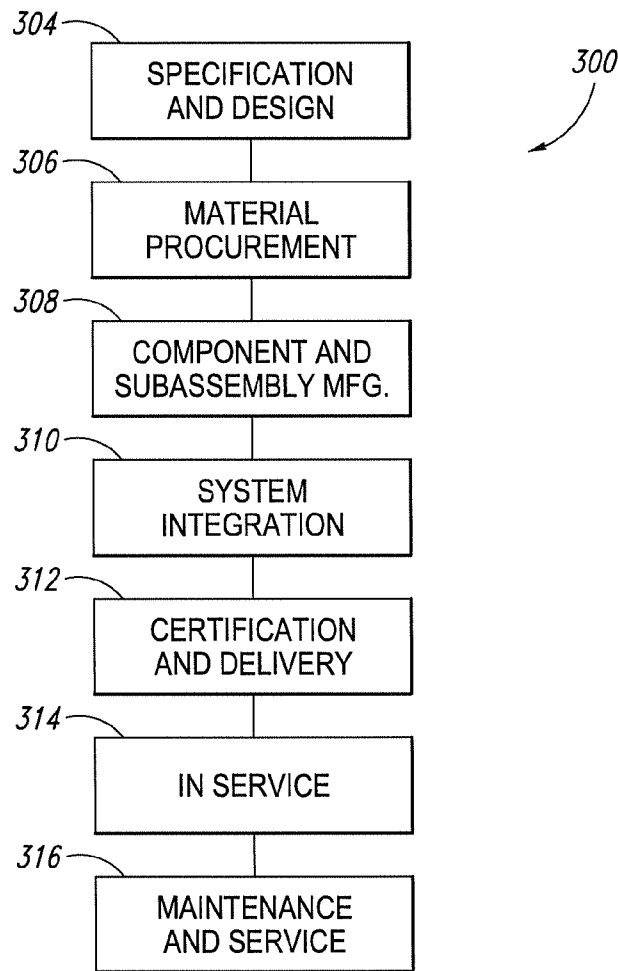 304
SPECIFICATION
AND DESIGN
300
306
MATERIAL
PROCUREMENT
308
COMPONENT AND
SUBASSEMBLY MFG.
310
SYSTEM
INTEGRATION
312
CERTIFICATION
AND DELIVERY
314
IN SERVICE
316
MAINTENANCE
AND SERVICE